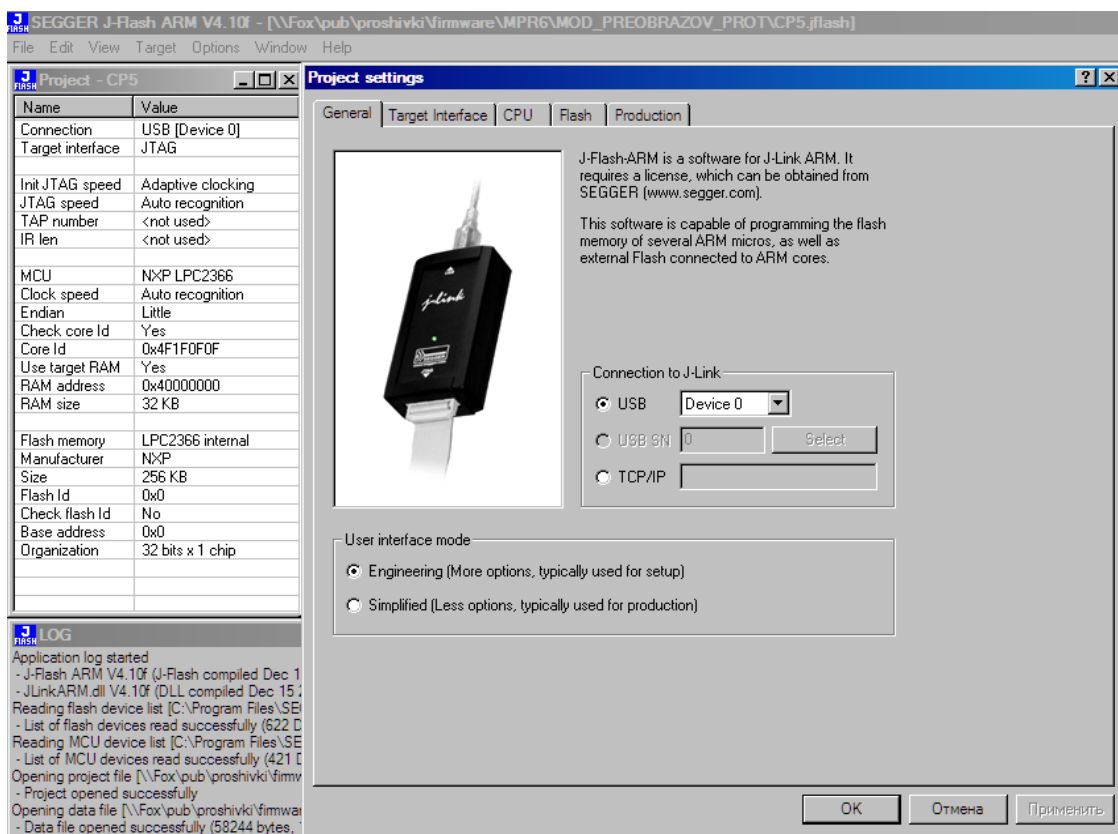 SEGGER J-Flash ARM V4.10f - [\\Fox\pub\proshivki\firmware\MPR6\MOD_PREOBRAZOV_PROT\CP5.jflash]
File Edit View Target Options Window Help
Project - CP5
Name Value
Connection USB [Device 0]
Target interface JTAG
Init JTAG speed Adaptive clocking
JTAG speed Auto recognition
TAP number <not used>
IR len <not used>
MCU NXP LPC2366
Clock speed Auto recognition
Endian Little
Check core Id Yes
Core Id 0x4F1F0F0F
Use target RAM Yes
RAM address 0x40000000
RAM size 32 KB
Flash memory LPC2366 internal
Manufacturer NXP
Size 256 KB
Flash Id 0x0
Check flash Id No
Base address 0x0
Organization 32 bits x 1 chip
LOG
Application log started
- J-Flash ARM V4.10f (J-Flash compiled Dec 1
- JLinkARM.dll V4.10f (DLL compiled Dec 15
Reading flash device list [C:\Program Files\SE
- List of flash devices read successfully (622 D
Reading MCU device list [C:\Program Files\SE
- List of MCU devices read successfully (421 D
Opening project file [\\Fox\pub\proshivki\firmw
- Project opened successfully
Opening data file [\\Fox\pub\proshivki\firmwar
- Data file opened successfully (58244 bytes,
Project settings
General Target Interface CPU Flash Production
j-link
J-Flash-ARM is a software for J-Link ARM. It
requires a license, which can be obtained from
SEGGER (www.segger.com).
This software is capable of programming the flash
memory of several ARM micros, as well as
external Flash connected to ARM cores.
Connection to J-Link
USB Device 0
USB SN 0 Select
TCP/IP
User interface mode
Engineering (More options, typically used for setup)
Simplified (Less options, typically used for production)
OK Отмена Применить